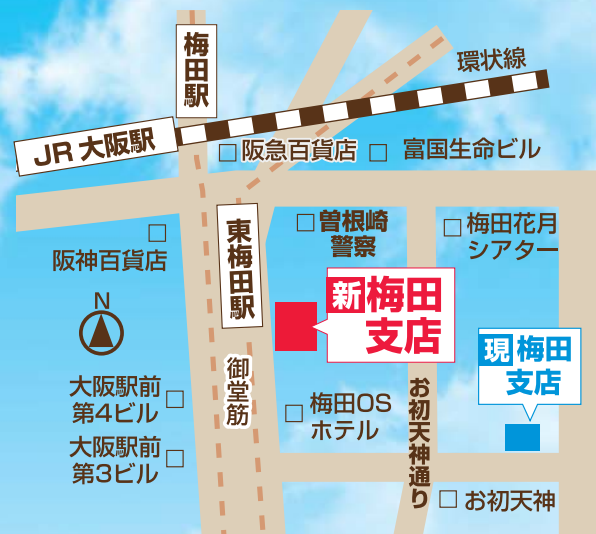 梅田駅
環状線
JR大阪駅
阪急百貨店
富国生命ビル
東梅田駅
曽根崎
警察
梅田花月
シアター
阪神百貨店
新梅田
支店
N
現梅田
支店
御堂筋
大阪駅前
第4ビル
梅田OS
ホテル
お初天神通り
大阪駅前
第3ビル
お初天神